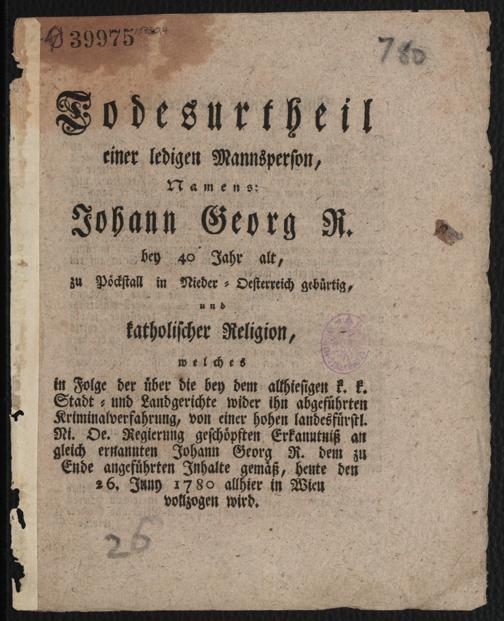 39975
780
Todesurtheil
einer ledigen Mannsperson,
Namens:
Johann Georg R.
bey 40 Jahr alt,
zu Pöckstall in Nieder-Oesterreich gebürtig,
und
katholischer Religion,
welches
in Folge der über die bey dem allhiesigen k. k.
Stadt- und Landgerichte wider ihn abgeführten
Kriminalverfahrung, von einer hohen landesfürstl.
Ni. Oe. Regierung geschöpften Erkanntniß an
gleich ernannten Johann Georg R. dem zu
Ende angeführten Inhalte gemäß, heute den
26. Juny 1780 allhier in Wien
vollzogen wird.
26